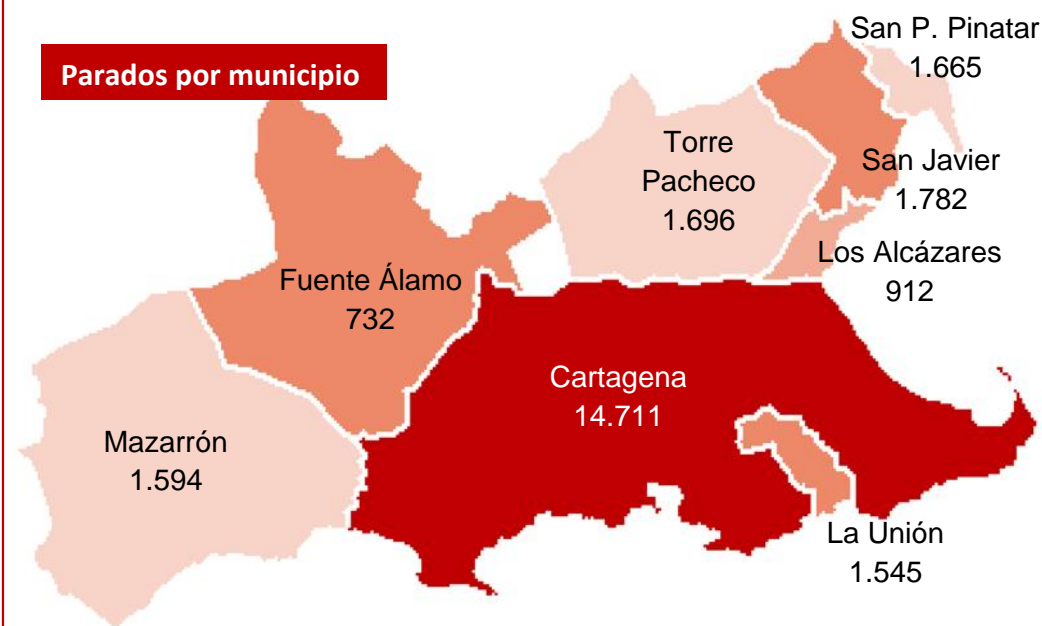 Parados por municipio
San P. Pinatar
1.665
Torre
Pacheco
1.696
San Javier
1.782
Los Alcázares
912
Fuente Álamo
732
Cartagena
14.711
Mazarrón
1.594
La Unión
1.545